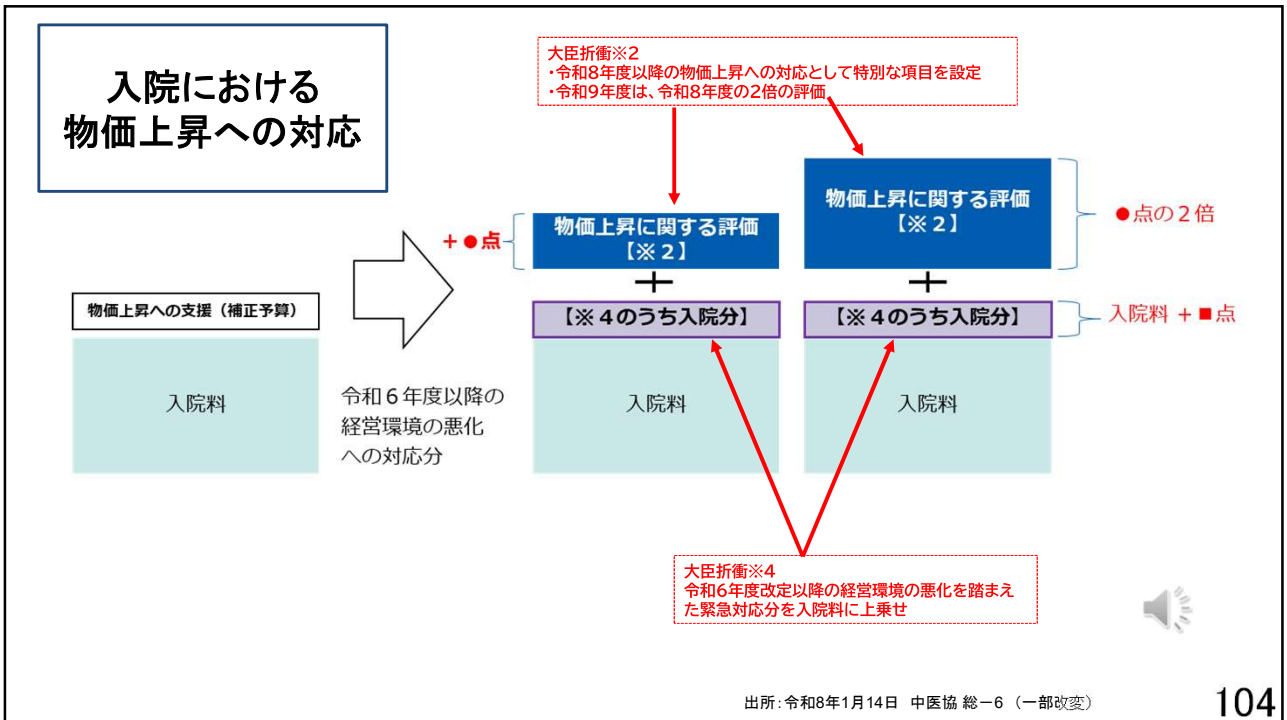 入院における
物価上昇への対応
大臣折衝※2
・令和8年度以降の物価上昇への対応として特別な項目を設定
・令和9年度は、令和8年度の2倍の評価
物価上昇への支援（補正予算）
入院料
令和６年度以降の
経営環境の悪化
への対応分
+ ●点
物価上昇に関する評価
【※２】
＋
【※４のうち入院分】
入院料
物価上昇に関する評価
【※２】
＋
【※４のうち入院分】
入院料
●点の２倍
入院料 + ■点
大臣折衝※4
令和6年度改定以降の経営環境の悪化を踏まえ
た緊急対応分を入院料に上乗せ
出所：令和8年1月14日　中医協 総－6 （一部改変）
104